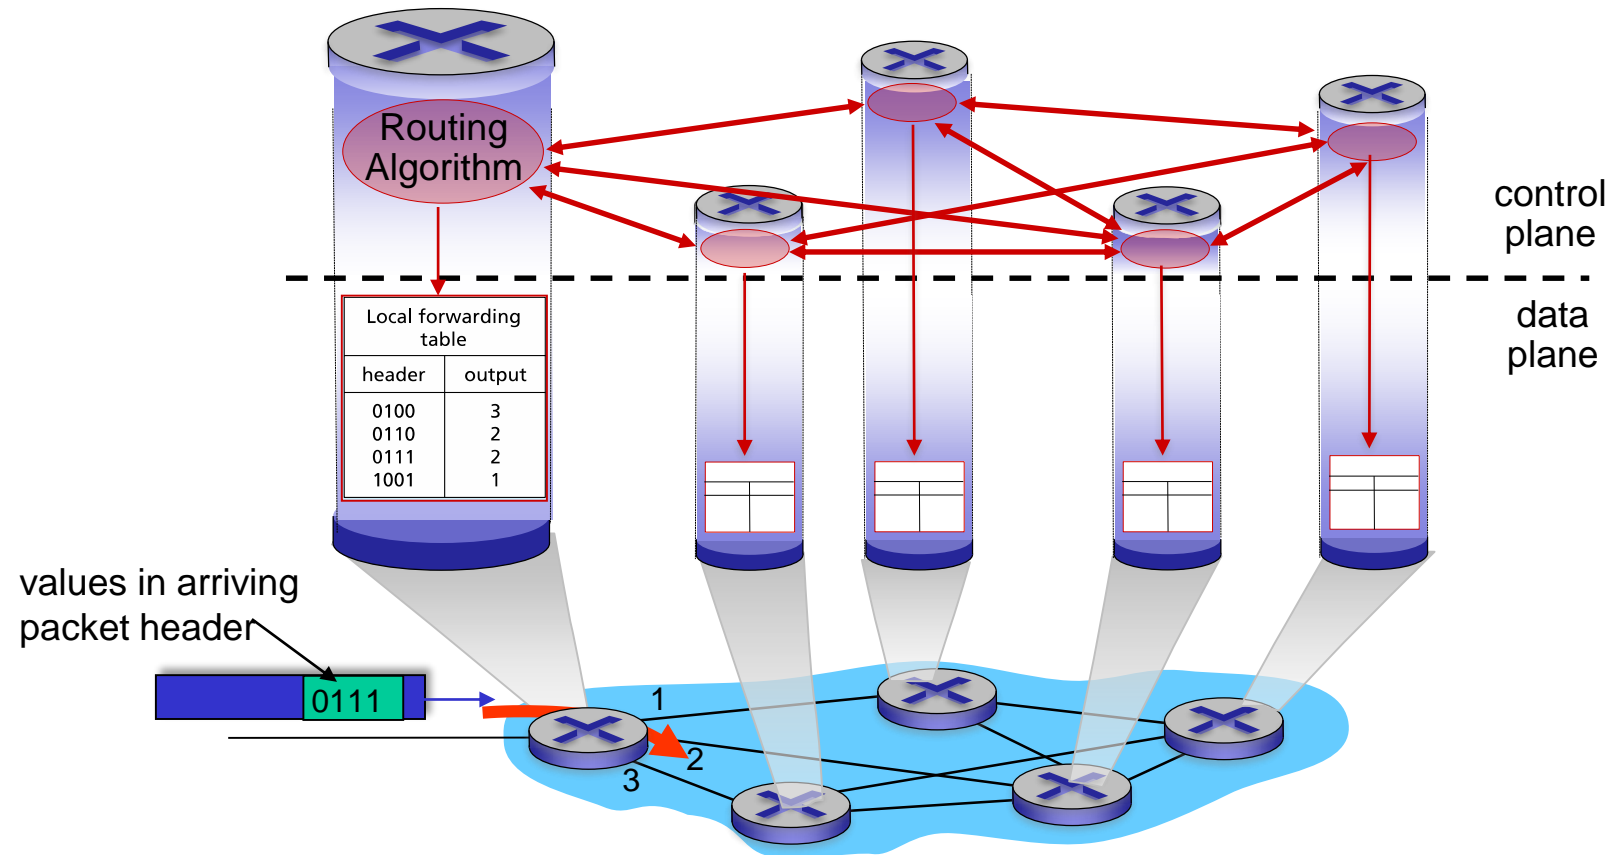 Routing
Algorithm
control
plane
data
plane
Local forwarding
table
header output
0100 3
0110 2
0111 2
1001 1
values in arriving
packet header
0111
1
2
3